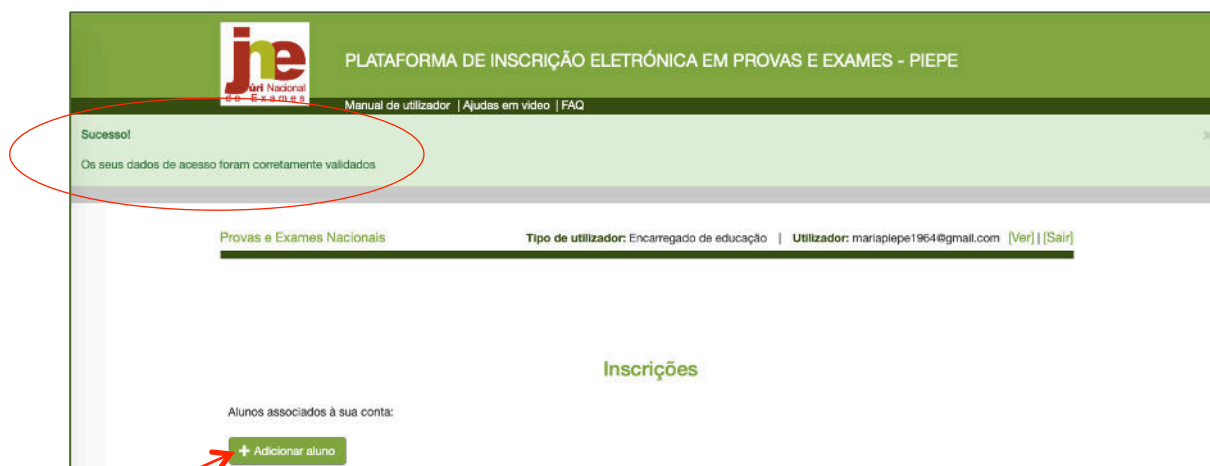 jne
Júri Nacional
de Exames
PLATAFORMA DE INSCRIÇÃO ELETRÓNICA EM PROVAS E EXAMES - PIEPE
Manual de utilizador | Ajudas em video | FAQ
Sucesso!
×
Os seus dados de acesso foram corretamente validados
Provas e Exames Nacionais Tipo de utilizador: Encarregado de educação | Utilizador: mariapiepe1964@gmail.com [Ver] | [Sair]
Inscrições
Alunos associados à sua conta:
+ Adicionar aluno